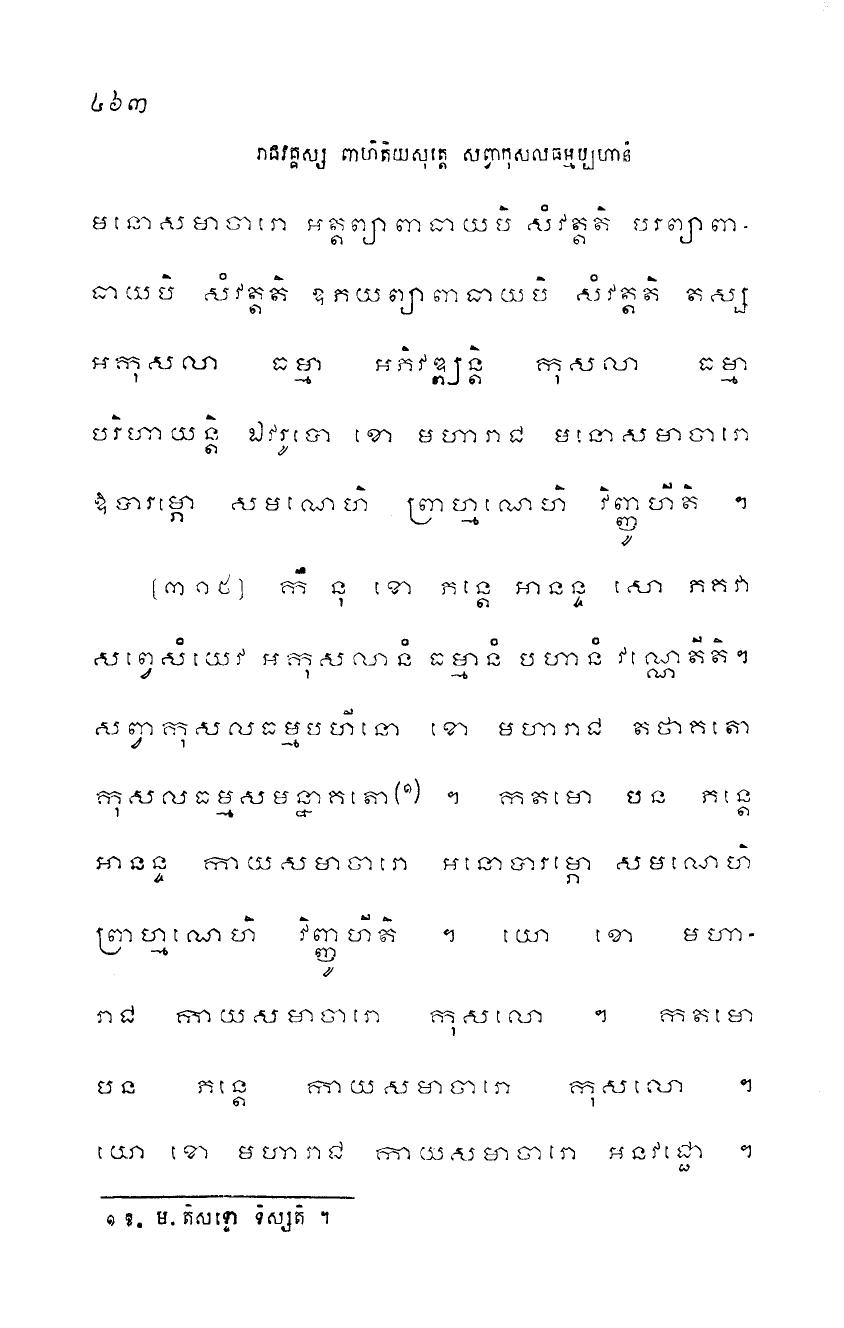 ៤៦៣
រាជវគ្គស្ស ពាហិតិយសុត្តេ សព្វាកុសលធម្មប្បហានំ
មនោសមាចារោ អត្តព្យាពាធាយបិ សំវត្តតិ បរព្យាពា-
ធាយបិ សំវត្តតិ ឧភយព្យាពាធាយបិ សំវត្តតិ តស្ស
អកុសលា ធម្មា អភិវឌ្ឍន្តិ កុសលា ធម្មា
បរិហាយន្តិ ឯវរូបោ ខោ មហារាជ មនោសមាចារោ
ឱបារម្ភោ សមណេហិ ព្រាហ្មណេហិ វិញ្ញូហីតិ ។
[៣១៥] កឹ នុ ខោ ភន្តេ អានន្ទ សោ ភគវា
សព្វេសំយេវ អកុសលានំ ធម្មានំ បហានំ វណ្ណេតីតិ។
សព្វាកុសលធម្មបហីនោ ខោ មហារាជ តថាគតោ
កុសលធម្មសមន្នាគតោ(១) ។ កតមោ បន ភន្តេ
អានន្ទ កាយសមាចារោ អនោបារម្ភោ សមណេហិ
ព្រាហ្មណេហិ វិញ្ញូហីតិ ។ យោ ខោ មហា-
រាជ កាយសមាចារោ កុសលោ ។ កតមោ
បន ភន្តេ កាយសមាចារោ កុសលោ ។
យោ ខោ មហារាជ កាយសមាចារោ អនវជ្ជោ ។
១ ឱ. ម. តិសទ្ទោ ទិស្សតិ ។